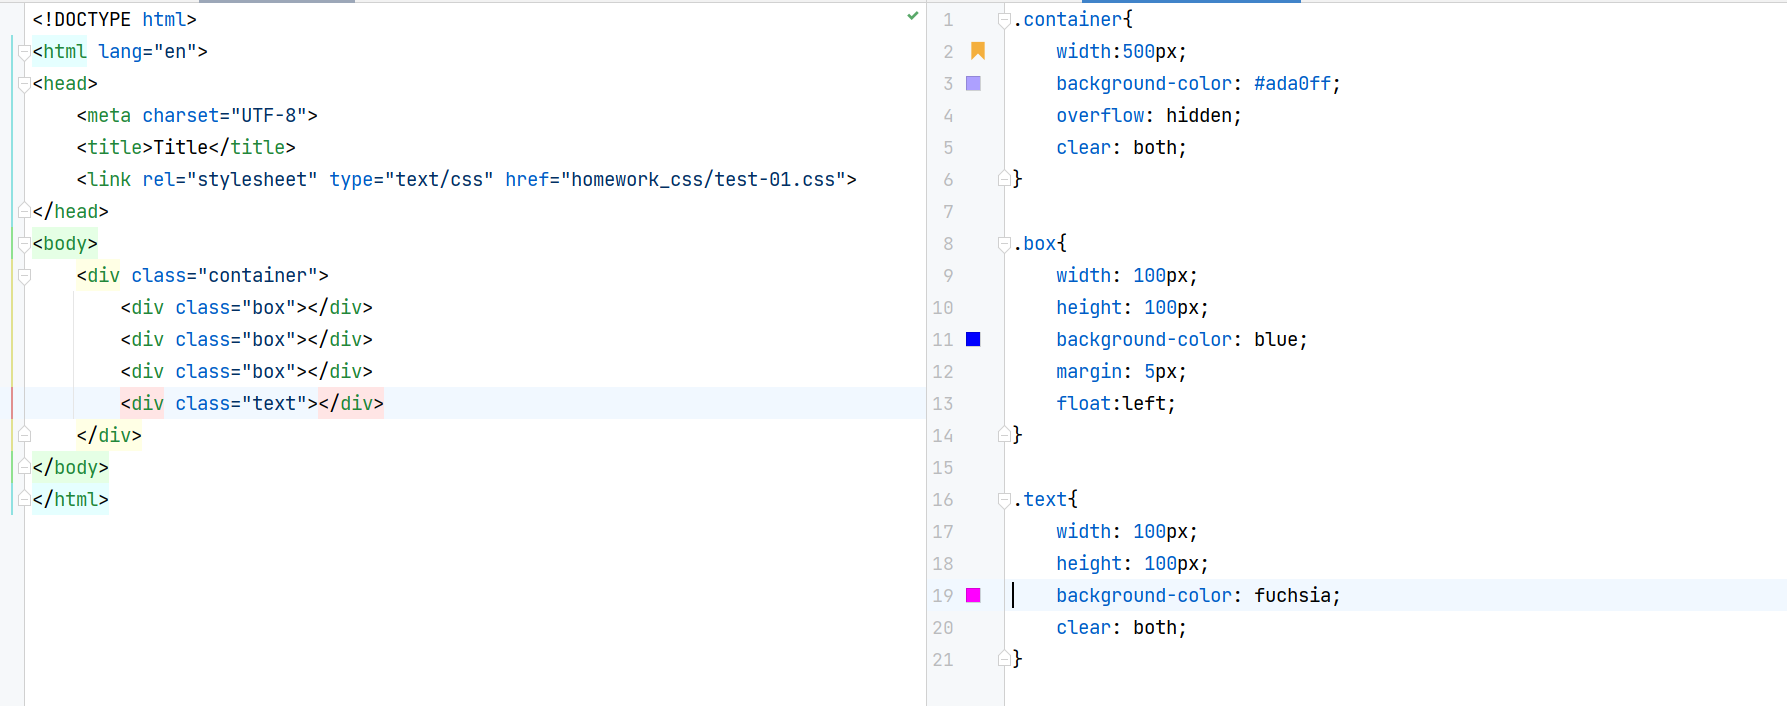 <!DOCTYPE html>
<html lang="en">
<head>
    <meta charset="UTF-8">
    <title>Title</title>
    <link rel="stylesheet" type="text/css" href="homework_css/test-01.css">
</head>
<body>
    <div class="container">
        <div class="box"></div>
        <div class="box"></div>
        <div class="box"></div>
        <div class="text"></div>
    </div>
</body>
</html>
1 .container{
2     width:500px;
3     background-color: #ada0ff;
4     overflow: hidden;
5     clear: both;
6 }
7
8 .box{
9     width: 100px;
10     height: 100px;
11     background-color: blue;
12     margin: 5px;
13     float:left;
14 }
15
16 .text{
17     width: 100px;
18     height: 100px;
19     background-color: fuchsia;
20     clear: both;
21 }